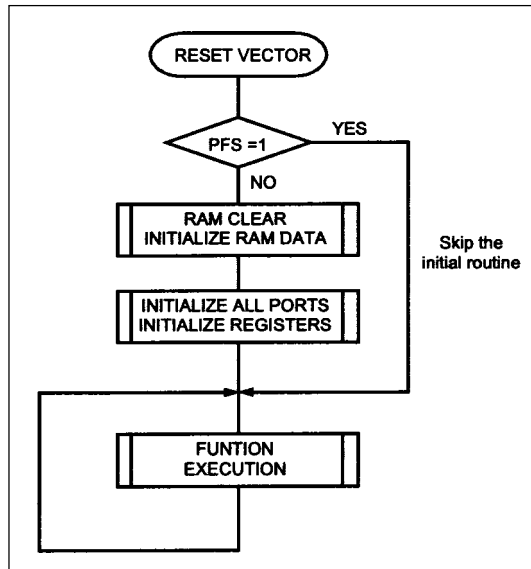 RESET VECTOR
PFS =1
YES
NO
RAM CLEAR
INITIALIZE RAM DATA
Skip the
initial routine
INITIALIZE ALL PORTS
INITIALIZE REGISTERS
FUNTION
EXECUTION